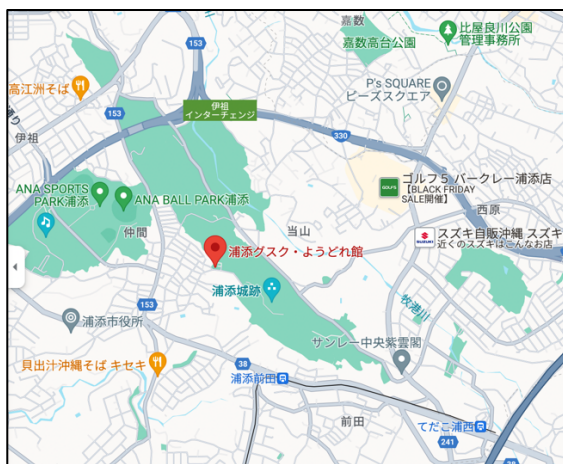 嘉数
比屋良川公園
管理事務所
嘉数高台公園
153
高江洲そば
P's SQUARE
ピーズスクエア
153
伊祖
インターチェンジ
通り
伊祖
330
ゴルフ5 バークレー浦添店
【BLACK FRIDAY
SALE開催】
GOLF5
ANA SPORTS
PARK浦添
ANA BALL PARK浦添
西原
仲間
当山
スズキ自販沖縄 スズキ
近くのスズキはこんなお店
SUZUKI
浦添グスク・ようどれ館
浦添城跡
牧港川
153
浦添市役所
サンレー中央紫雲閣
貝出汁沖縄そば キセキ
38
浦添前田
前田
てだこ浦西
241
38